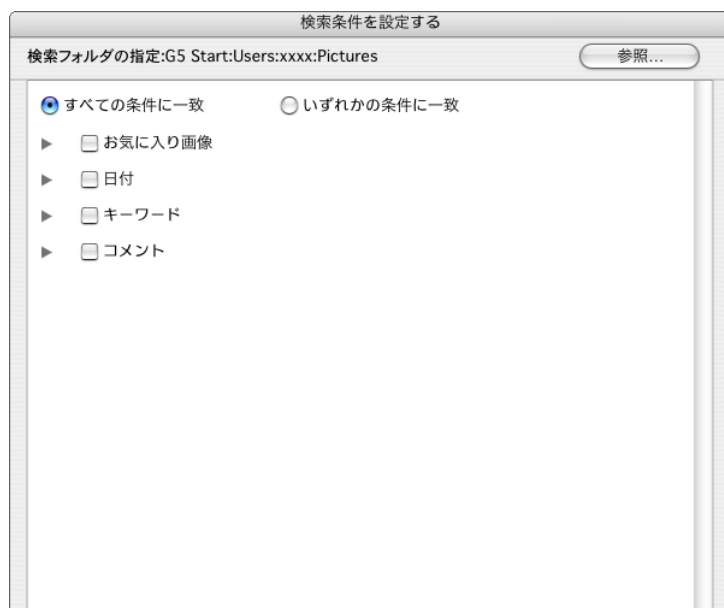 検索条件を設定する
検索フォルダの指定:G5 Start:Users:xxxx:Pictures 参照...
すべての条件に一致 いずれかの条件に一致
お気に入り画像
日付
キーワード
コメント